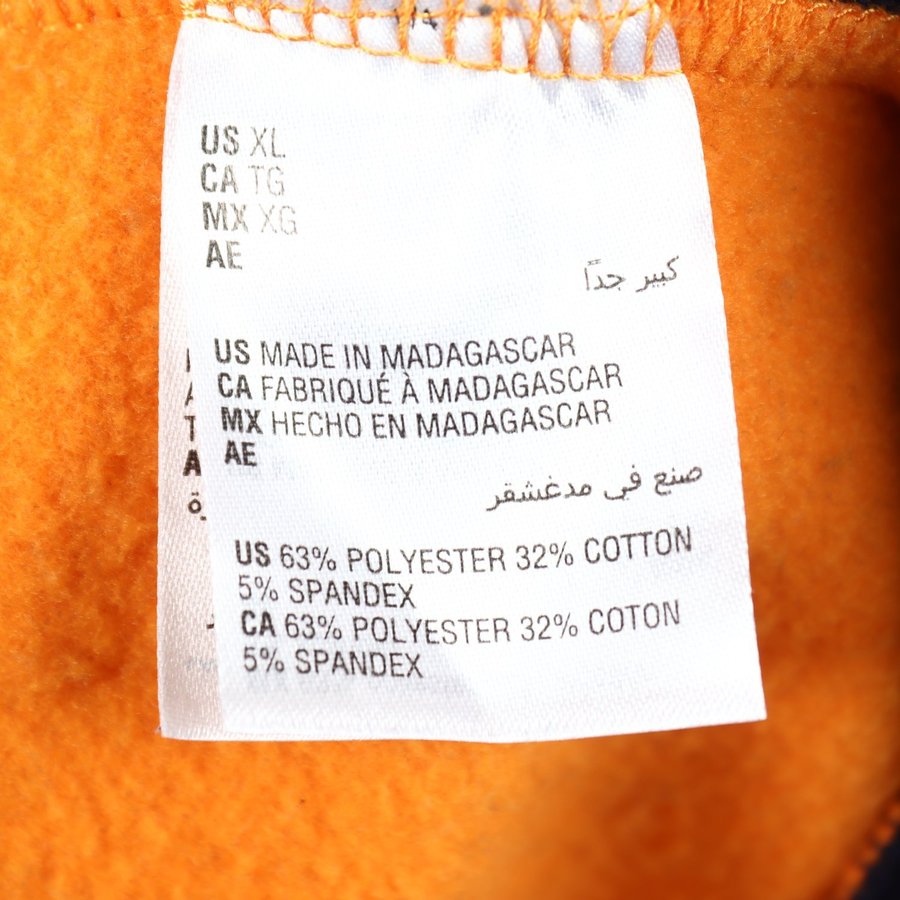 US XL
CA TG
MX XG
AE
كبير جداً
US MADE IN MADAGASCAR
CA FABRIQUÉ À MADAGASCAR
MX HECHO EN MADAGASCAR
AE
صنع في مدغشقر
US 63% POLYESTER 32% COTTON
5% SPANDEX
CA 63% POLYESTER 32% COTON
5% SPANDEX